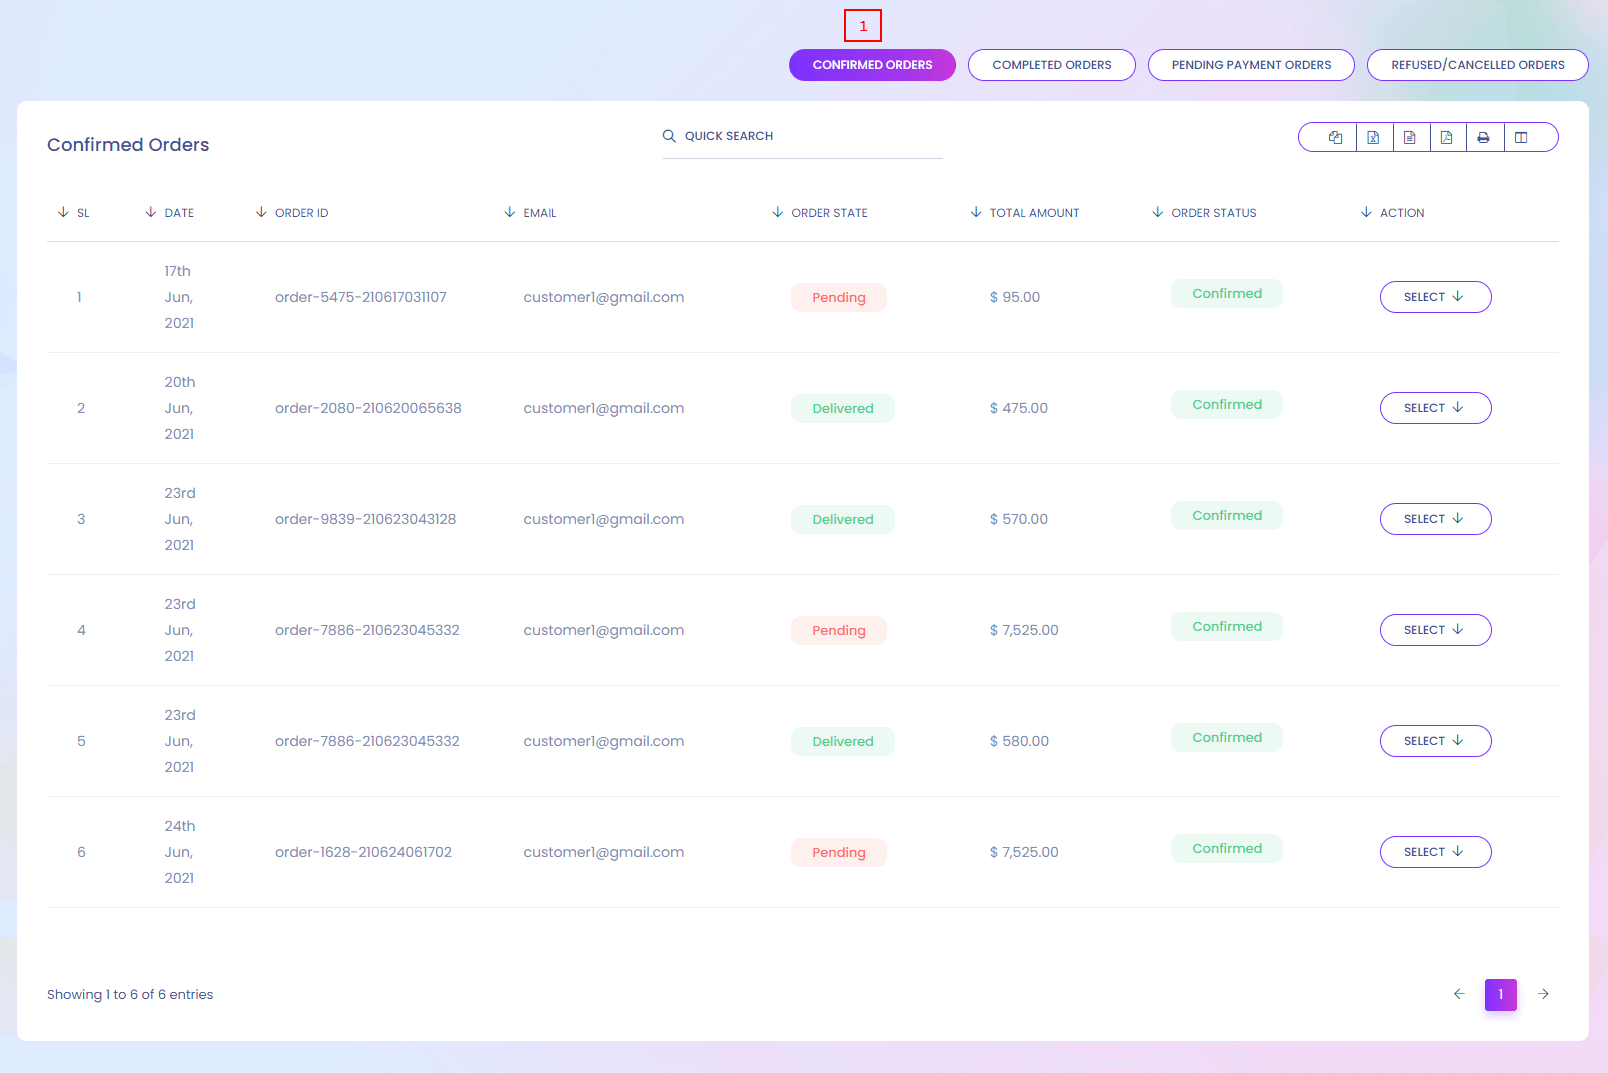 1
CONFIRMED ORDERS COMPLETED ORDERS PENDING PAYMENT ORDERS REFUSED/CANCELLED ORDERS
Confirmed Orders QUICK SEARCH
SL DATE ORDER ID EMAIL ORDER STATE TOTAL AMOUNT ORDER STATUS ACTION
17th
1 Jun, order-5475-210617031107 customer1@gmail.com Pending $ 95.00 Confirmed SELECT
2021
20th
2 Jun, order-2080-210620065638 customer1@gmail.com Delivered $ 475.00 Confirmed SELECT
2021
23rd
3 Jun, order-9839-210623043128 customer1@gmail.com Delivered $ 570.00 Confirmed SELECT
2021
23rd
4 Jun, order-7886-210623045332 customer1@gmail.com Pending $ 7,525.00 Confirmed SELECT
2021
23rd
5 Jun, order-7886-210623045332 customer1@gmail.com Delivered $ 580.00 Confirmed SELECT
2021
24th
6 Jun, order-1628-210624061702 customer1@gmail.com Pending $ 7,525.00 Confirmed SELECT
2021
Showing 1 to 6 of 6 entries 1